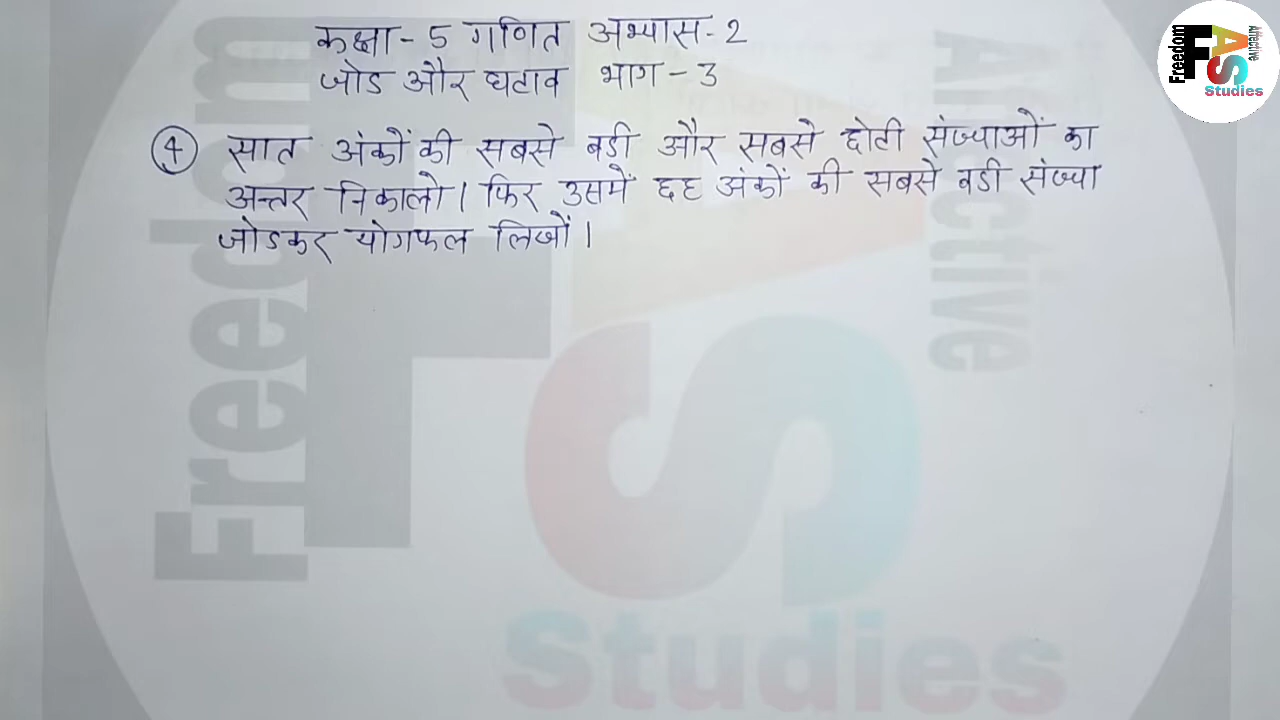 कक्षा - 5 गणित अभ्यास - 2
जोड और घटाव भाग - 3
④ सात अंकों की सबसे बडी और सबसे छोटी संख्याओं का
अन्तर निकालो। फिर उसमें छह अंकों की सबसे बडी संख्या
जोडकर योगफल लिखों।
Freedom
Affective
FAS
Studies
Freedom
Affective
Studies